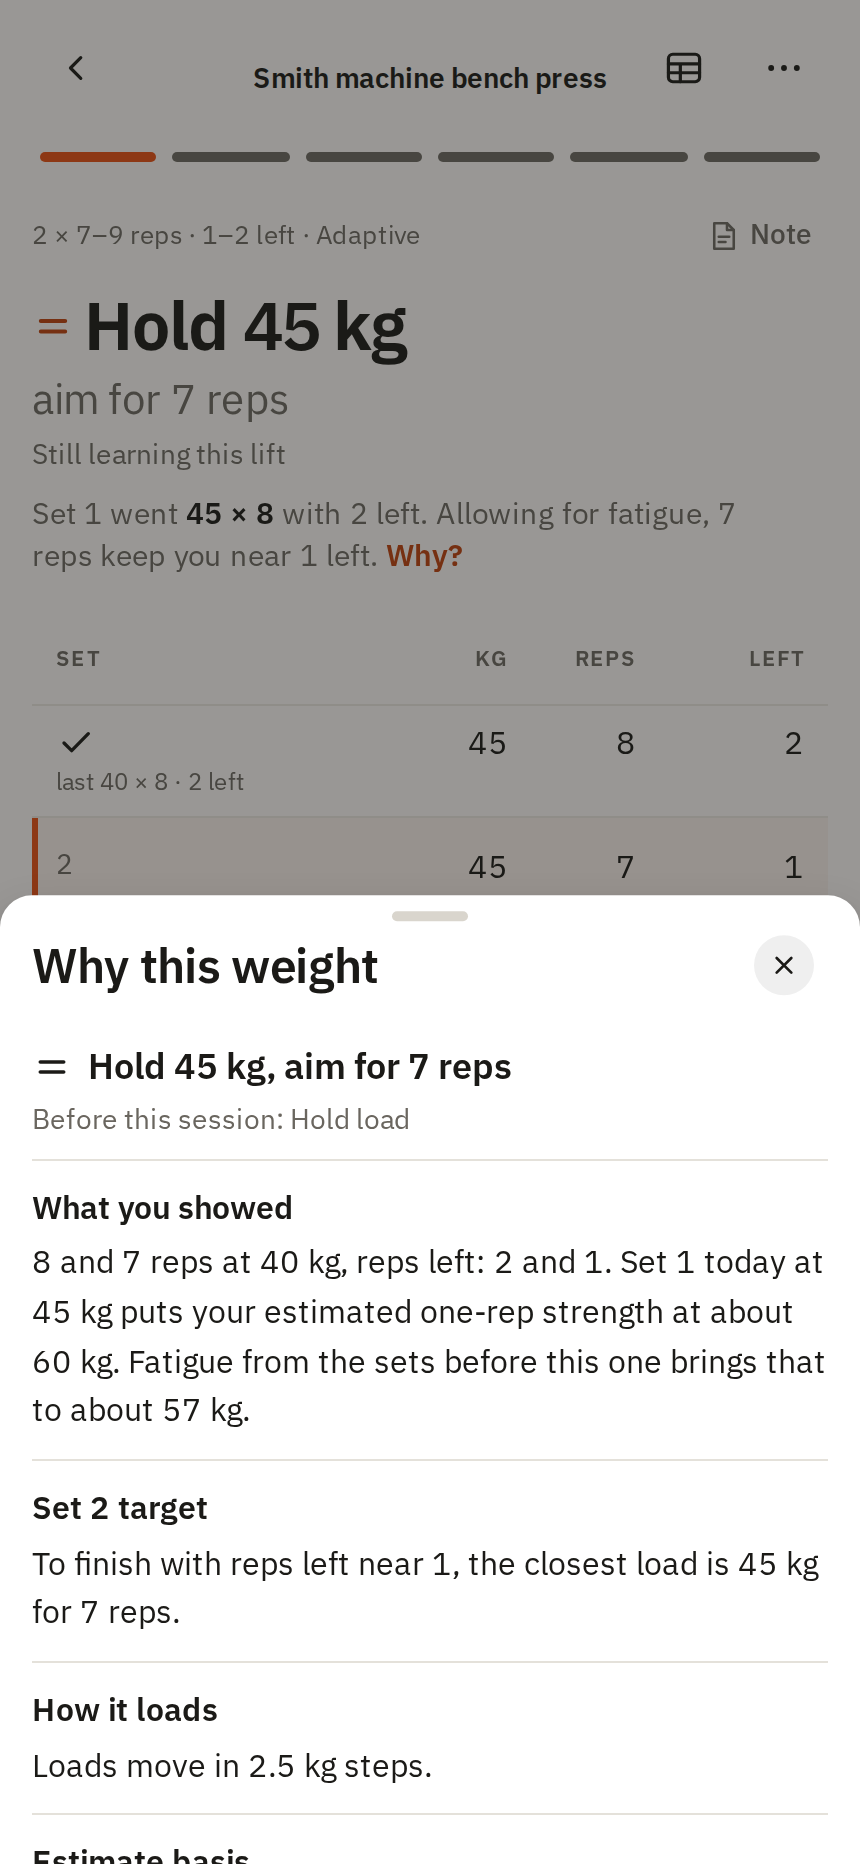 Smith machine bench press
2 × 7–9 reps · 1–2 left · Adaptive
Note
= Hold 45 kg
aim for 7 reps
Still learning this lift
Set 1 went 45 × 8 with 2 left. Allowing for fatigue, 7
reps keep you near 1 left. Why?
SET KG REPS LEFT
45 8 2
last 40 × 8 · 2 left
2 45 7 1
Why this weight
= Hold 45 kg, aim for 7 reps
Before this session: Hold load
What you showed
8 and 7 reps at 40 kg, reps left: 2 and 1. Set 1 today at
45 kg puts your estimated one-rep strength at about
60 kg. Fatigue from the sets before this one brings that
to about 57 kg.
Set 2 target
To finish with reps left near 1, the closest load is 45 kg
for 7 reps.
How it loads
Loads move in 2.5 kg steps.
Estimate basis